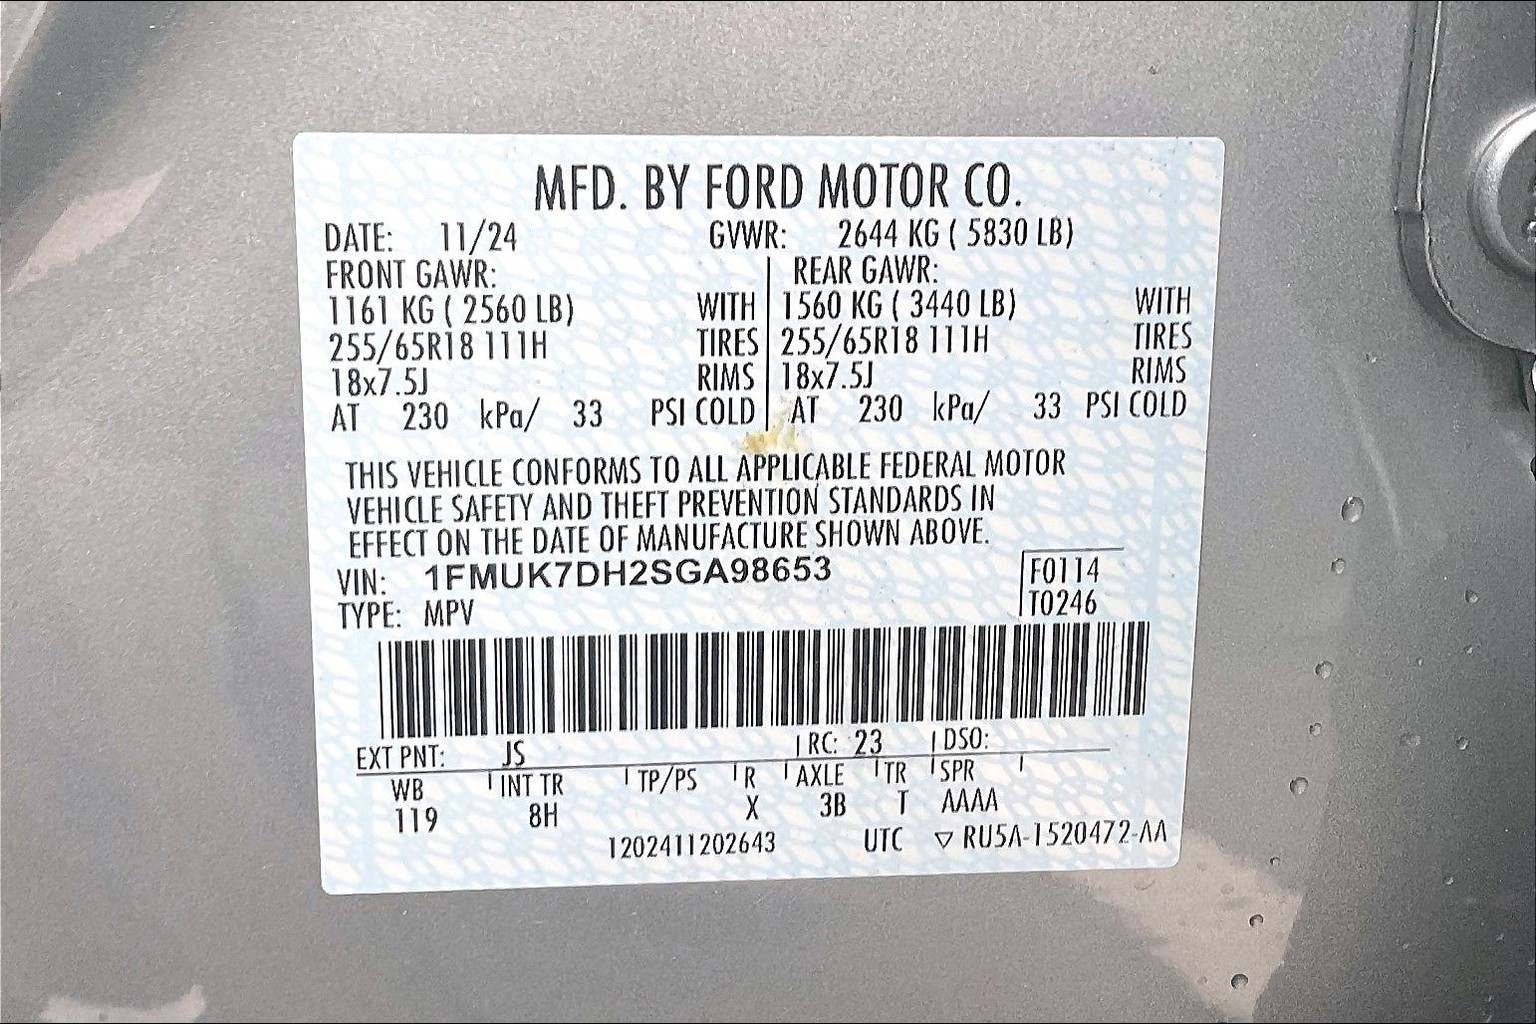 MFD. BY FORD MOTOR CO.
DATE: 11/24 GVWR: 2644 KG ( 5830 LB)
FRONT GAWR: REAR GAWR:
1161 KG ( 2560 LB) WITH 1560 KG ( 3440 LB) WITH
255/65R18 111H TIRES 255/65R18 111H TIRES
18x7.5J RIMS 18x7.5J RIMS
AT 230 kPa/ 33 PSI COLD AT 230 kPa/ 33 PSI COLD
THIS VEHICLE CONFORMS TO ALL APPLICABLE FEDERAL MOTOR
VEHICLE SAFETY AND THEFT PREVENTION STANDARDS IN
EFFECT ON THE DATE OF MANUFACTURE SHOWN ABOVE.
VIN: 1FMUK7DH2SGA98653 F0114
TYPE: MPV T0246
EXT PNT: JS RC: 23 DSO:
WB INT TR TP/PS R AXLE TR SPR
119 8H X 3B T AAAA
1202411202643 UTC ▽ RU5A-1520472-AA